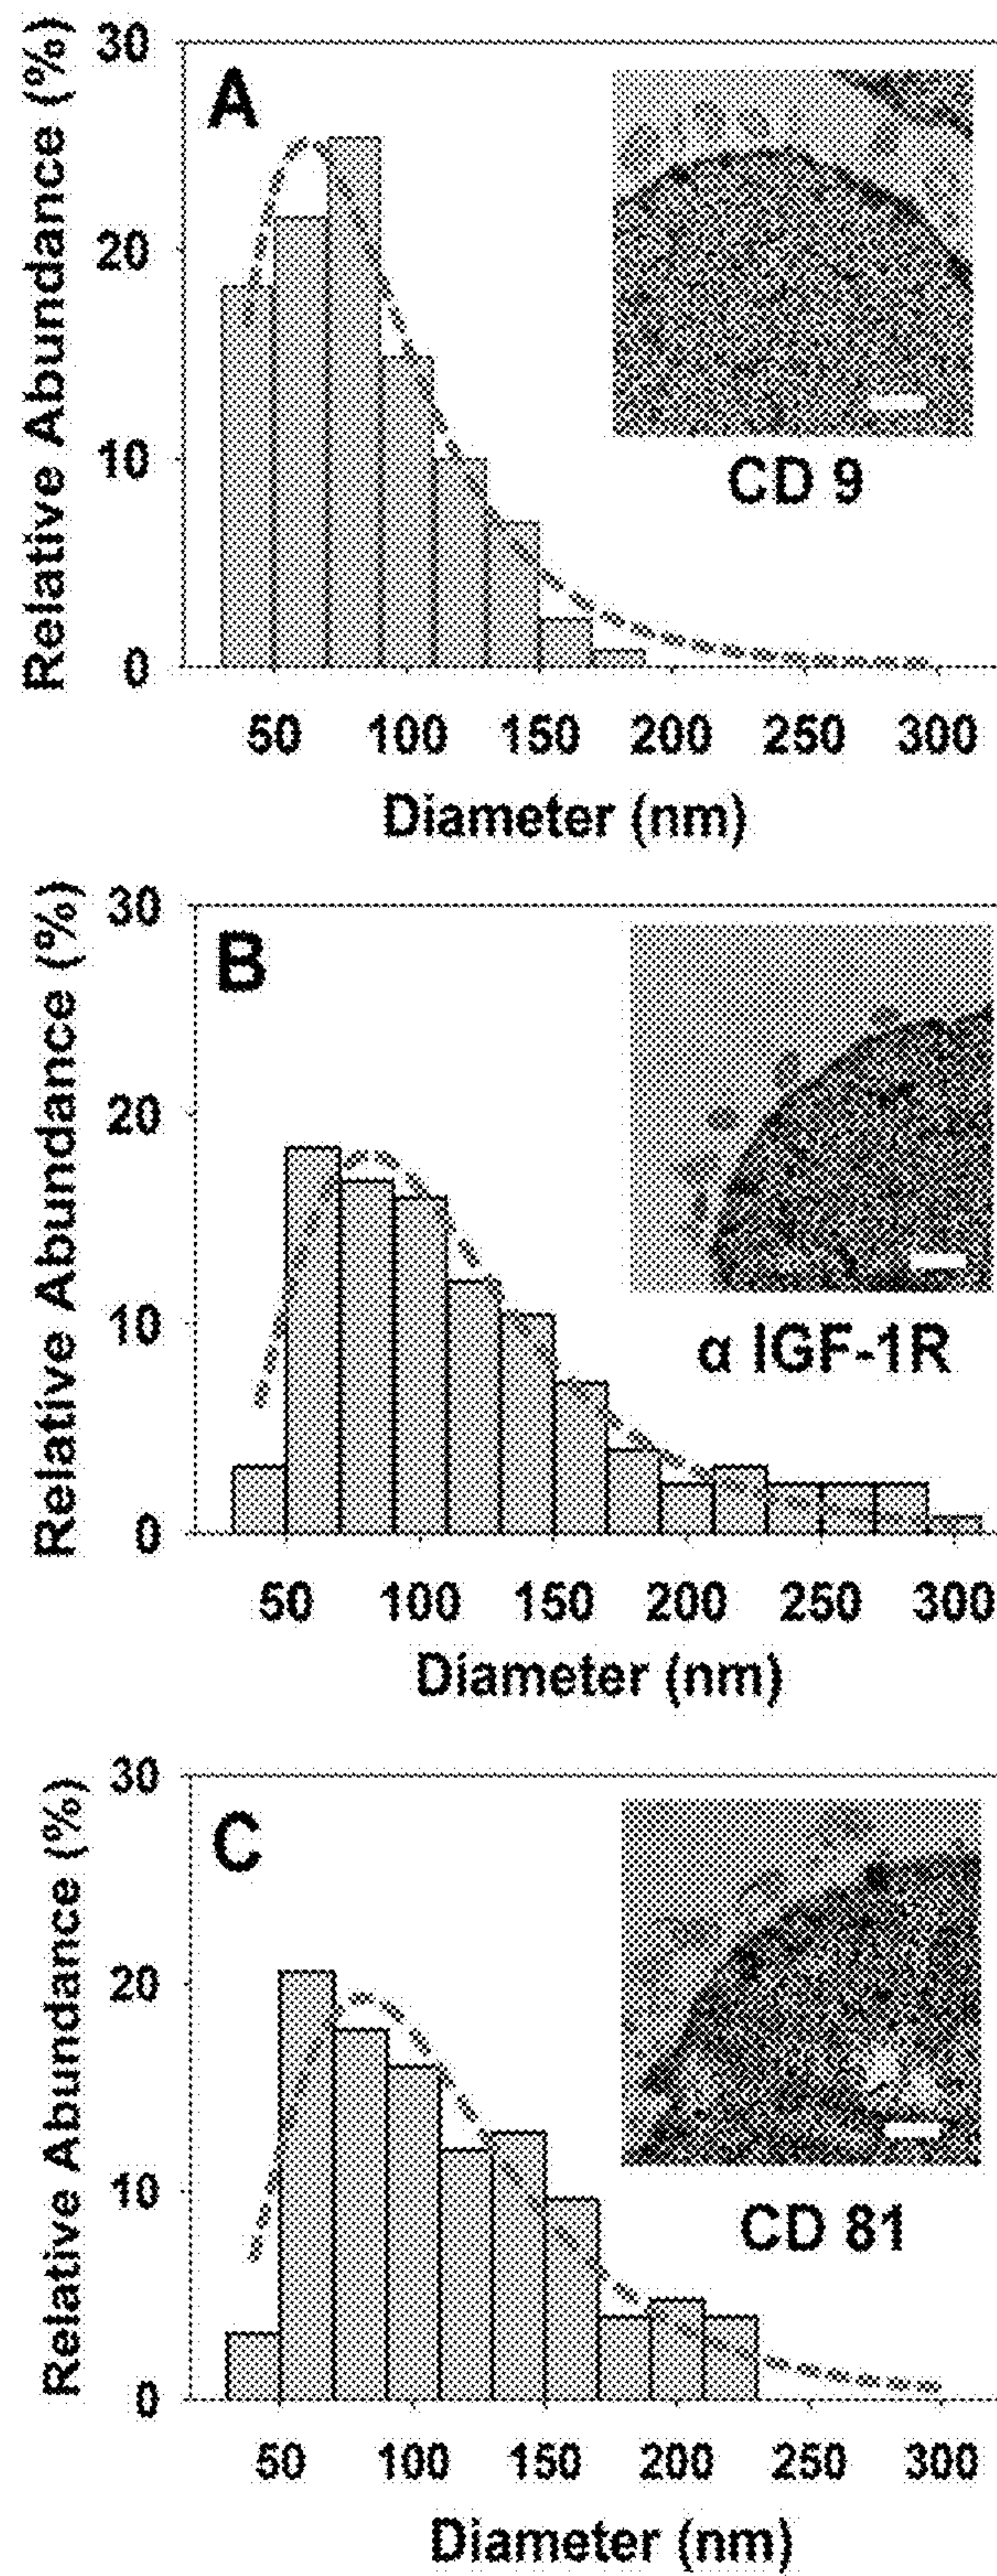 Relative Abundance (%)
30
20
10
0
A
CD 9
50 100 150 200 250 300
Diameter (nm)
Relative Abundance (%)
30
20
10
0
B
α IGF-1R
50 100 150 200 250 300
Diameter (nm)
Relative Abundance (%)
30
20
10
0
C
CD 81
50 100 150 200 250 300
Diameter (nm)